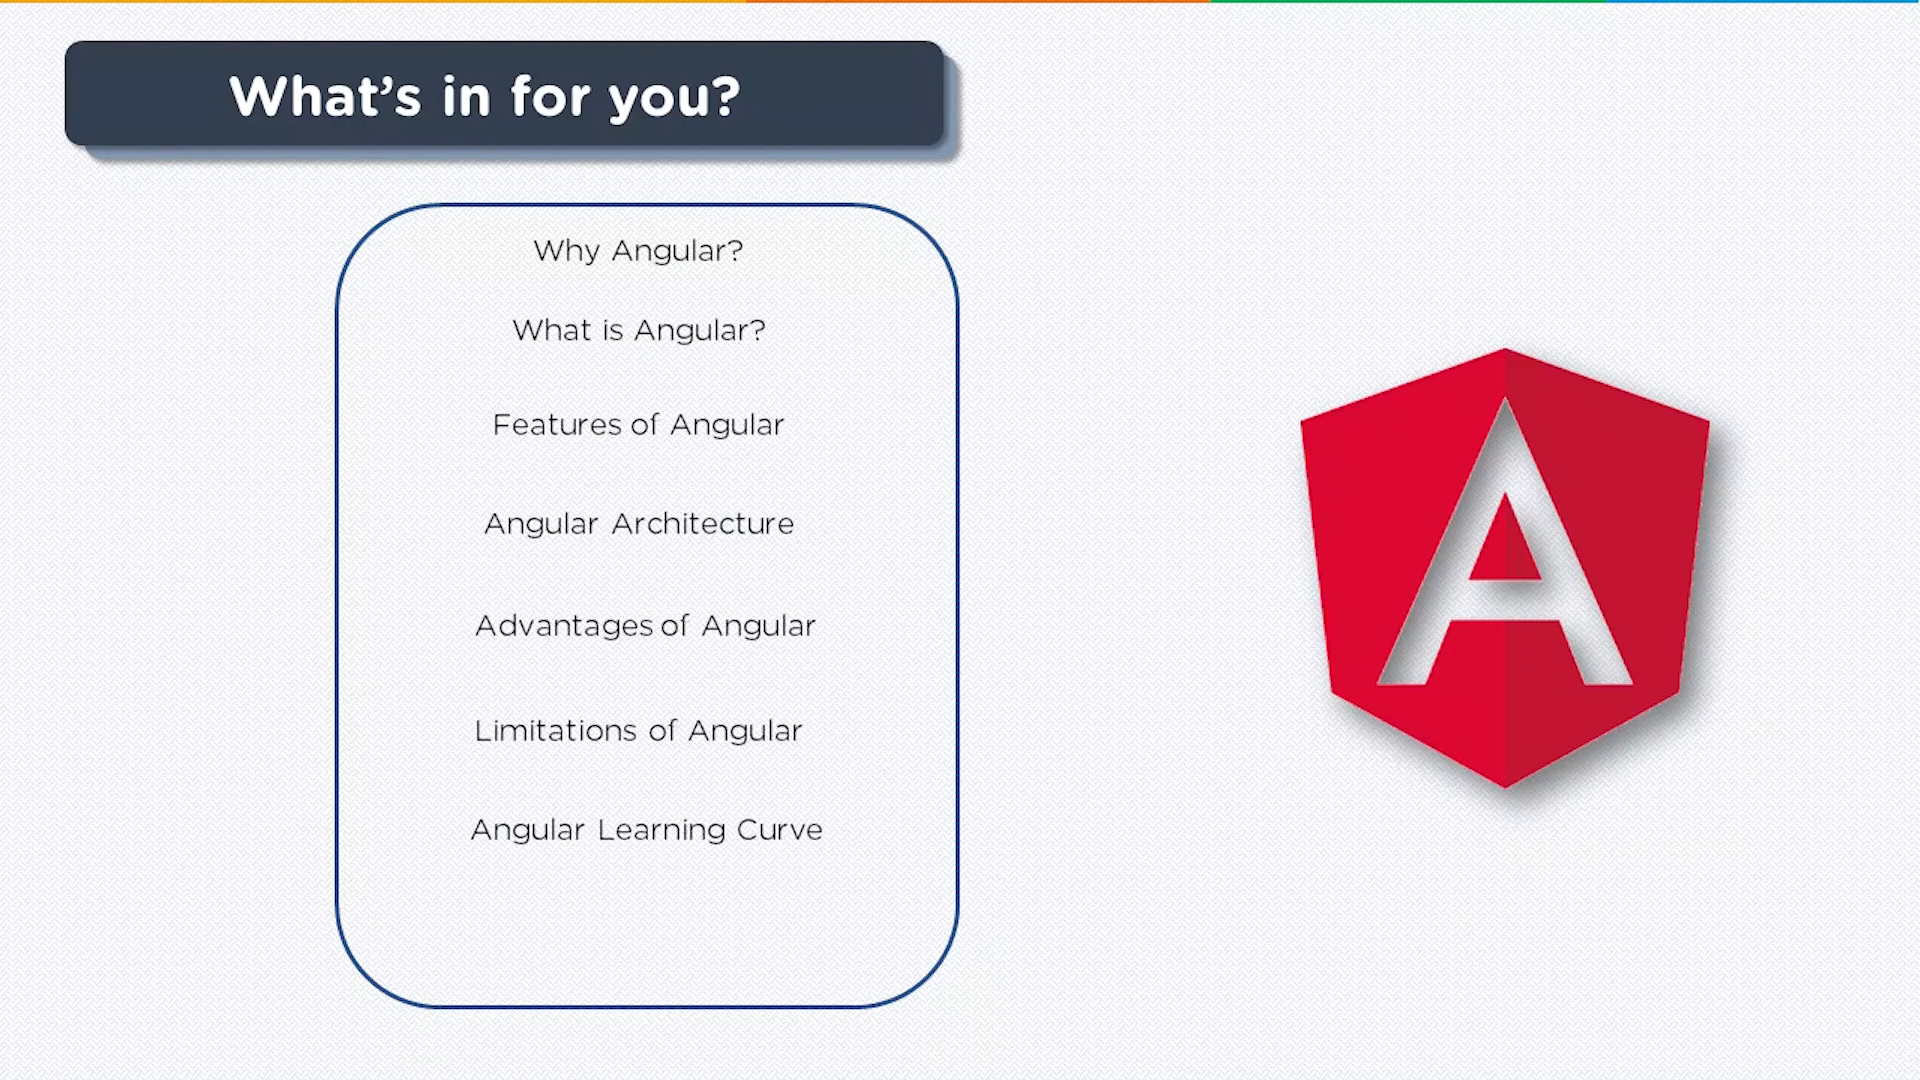 What's in for you?
Why Angular?
What is Angular?
Features of Angular
Angular Architecture
Advantages of Angular
Limitations of Angular
Angular Learning Curve
A